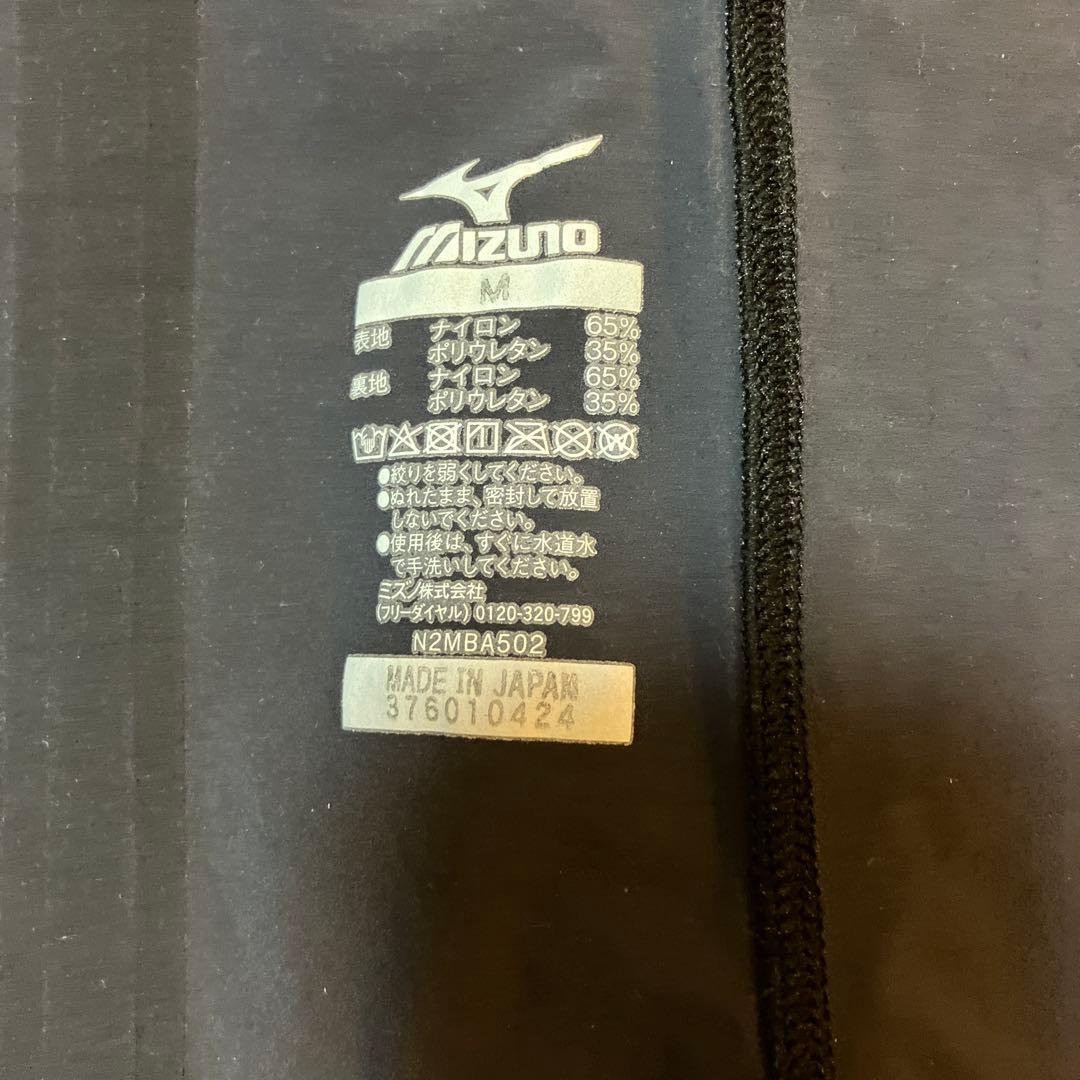 MIZUNO
M
表地 ナイロン 65%
ポリウレタン 35%
裏地 ナイロン 65%
ポリウレタン 35%
●絞りを弱くしてください。
●ぬれたまま、密封して放置
しないでください。
●使用後は、すぐに水道水
で手洗いしてください。
ミズノ株式会社
(フリーダイヤル) 0120-320-799
N2MBA502
MADE IN JAPAN
376010424